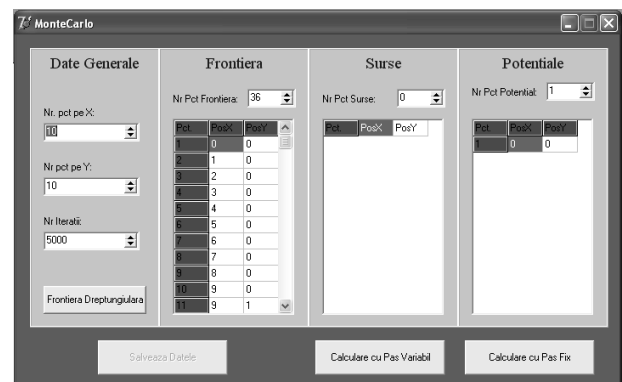 MonteCarlo
Date Generale
Nr. pct pe X:
10
Nr pct pe Y:
10
Nr Iteratii:
5000
Frontiera Dreptungiulara
Frontiera
Nr Pct Frontiera: 36
Pct. PosX PosY
1 0 0
2 1 0
3 2 0
4 3 0
5 4 0
6 5 0
7 6 0
8 7 0
9 8 0
10 9 0
11 9 1
Surse
Nr Pct Surse: 0
Pct. PosX PosY
Potentiale
Nr Pct Potential: 1
Pct. PosX PosY
1 0 0
Salveaza Datele
Calculare cu Pas Variabil
Calculare cu Pas Fix